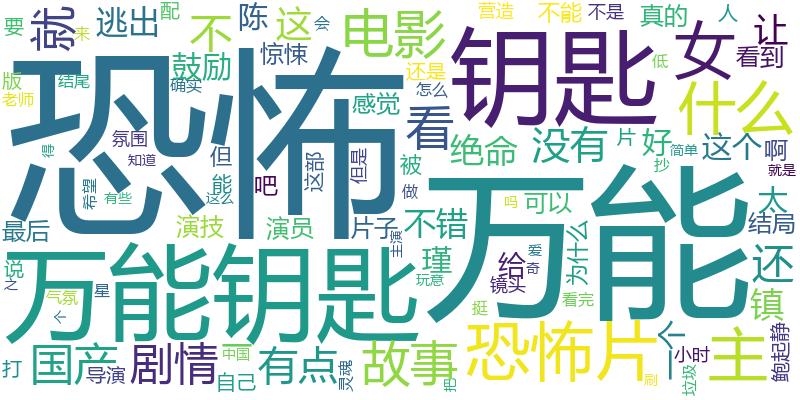 就 逃出 陈 这 电影 营造 不能 不是 真的 人
要 配 会 来 不 惊悚 钥匙 女 让
版 老师 结尾 确实 鼓励 还是 怎么 低 看到
恐怖 感觉 看 什么
得 氛围 知道 但 这部 但是 被 绝命 没有 片 好 抄 简单 这个 啊
希望 有些 这么 能 吧 做 万能 吗 可以 就是 太
最后 演技 演员 片子 不错 爱 奇 为什么 结局
说 之 万能钥匙 主演 瑾 给 镜头 还
气氛 个 星 玩意 挺 看完 镇
打 国产 导演 剧情 中国 自己 有点 灵魂 故事 把 恐怖片 刷 一个 小时 垃圾 主 鲍起静